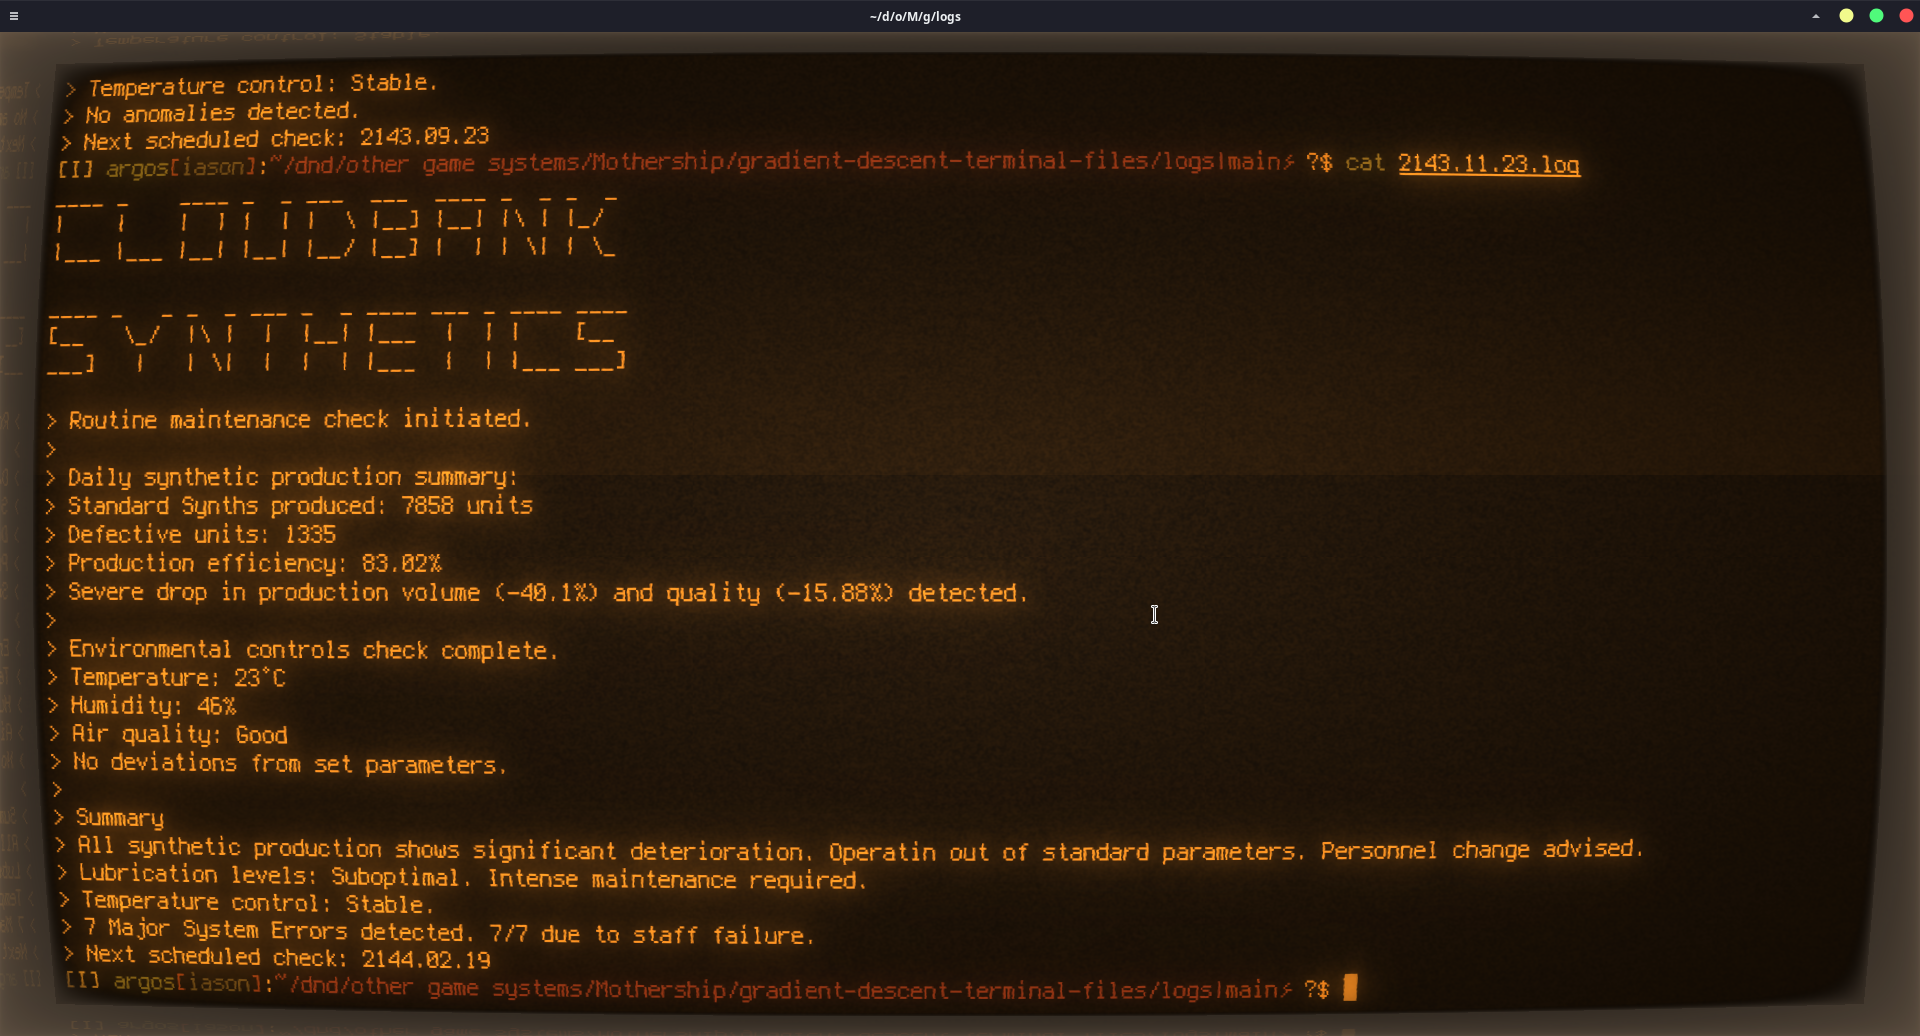 ~/d/o/M/g/logs
> Temperature control: Stable.
> No anomalies detected.
> Next scheduled check: 2143.09.23
[I] argos[iason]:~/dnd/other game systems/Mothership/gradient-descent-terminal-files/logs|main⚡ ?$ cat 2143.11.23.log
CLOUDBANK
SYNTHETICS
> Routine maintenance check initiated.
>
> Daily synthetic production summary:
> Standard Synths produced: 7858 units
> Defective units: 1335
> Production efficiency: 83.02%
> Severe drop in production volume (-40.1%) and quality (-15.88%) detected.
>
> Environmental controls check complete.
> Temperature: 23°C
> Humidity: 46%
> Air quality: Good
> No deviations from set parameters.
>
> Summary
> All synthetic production shows significant deterioration. Operatin out of standard parameters. Personnel change advised.
> Lubrication levels: Suboptimal. Intense maintenance required.
> Temperature control: Stable.
> 7 Major System Errors detected. 7/7 due to staff failure.
> Next scheduled check: 2144.02.19
[I] argos[iason]:~/dnd/other game systems/Mothership/gradient-descent-terminal-files/logs|main⚡ ?$